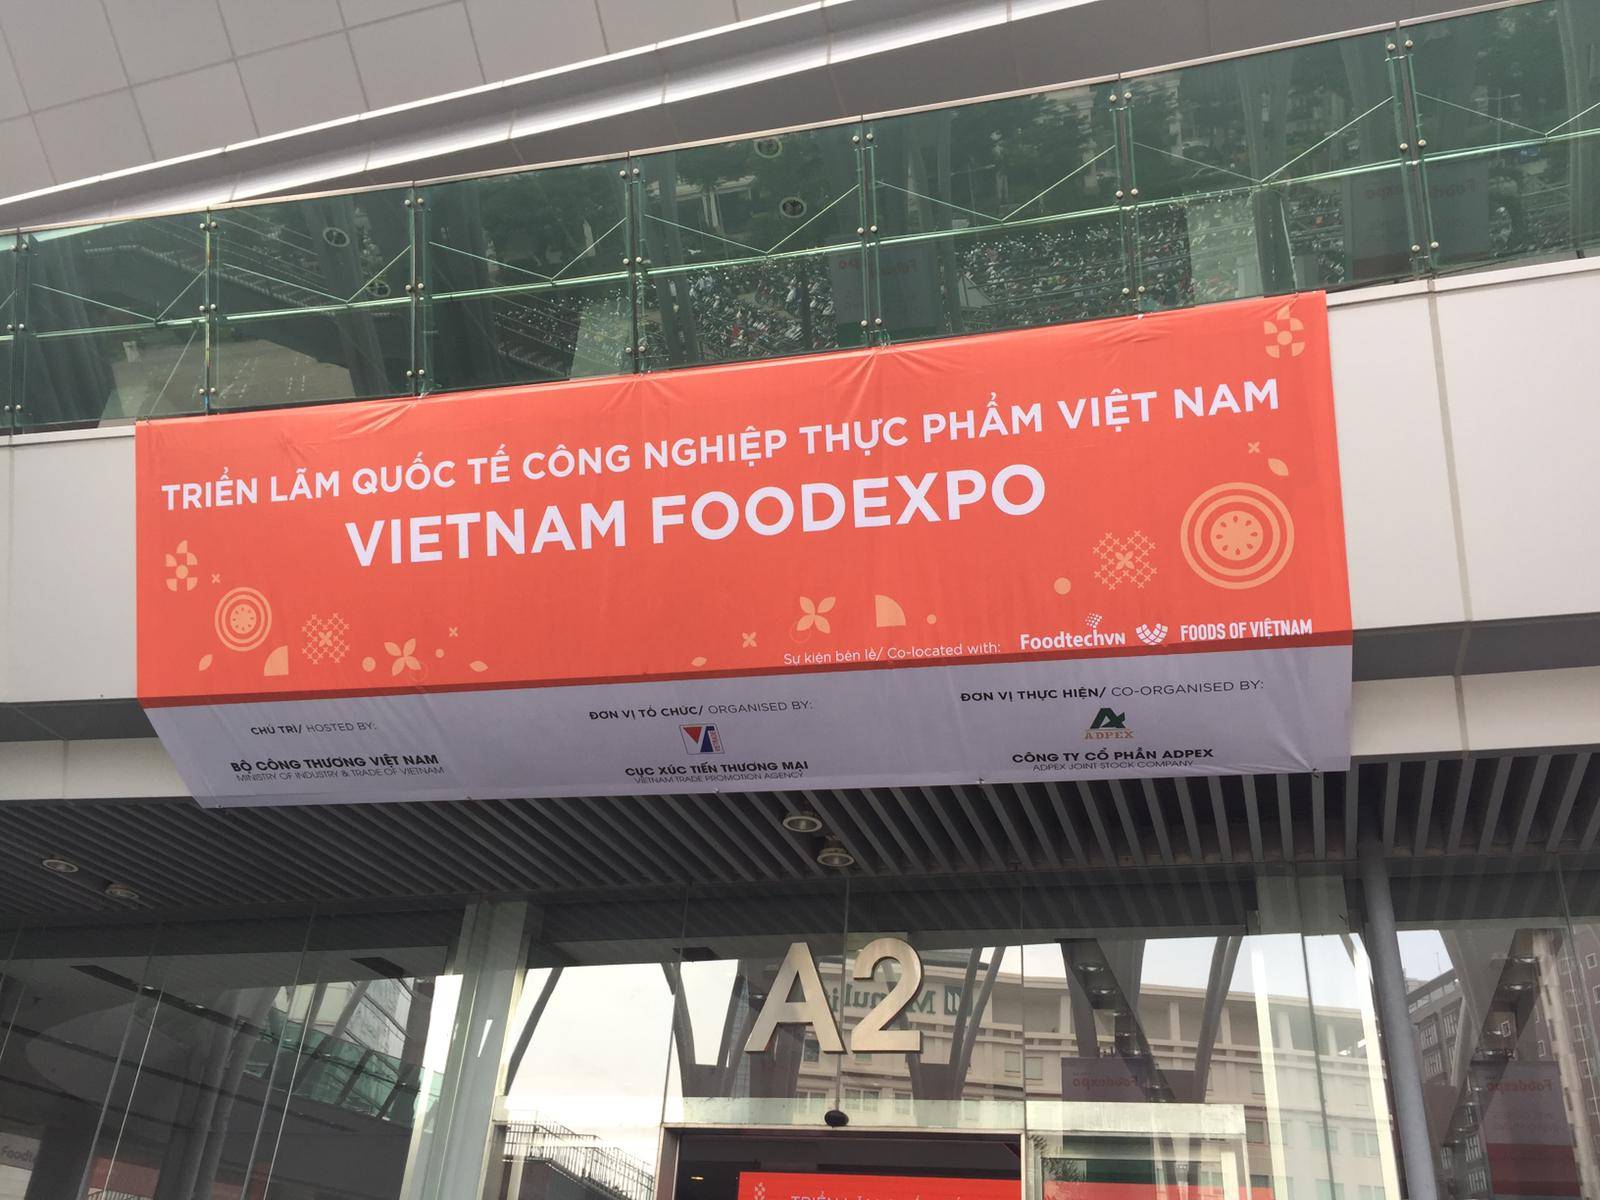 TRIỂN LÃM QUỐC TẾ CÔNG NGHIỆP THỰC PHẨM VIỆT NAM
VIETNAM FOODEXPO
Sự kiện bên lề/ Co-located with: Foodtechvn FOODS OF VIỆTNAM
CHỦ TRÌ/ HOSTED BY:
BỘ CÔNG THƯƠNG VIỆT NAM
MINISTRY OF INDUSTRY & TRADE OF VIETNAM
ĐƠN VỊ TỔ CHỨC/ ORGANISED BY:
CỤC XÚC TIẾN THƯƠNG MẠI
VIETNAM TRADE PROMOTION AGENCY
ĐƠN VỊ THỰC HIỆN/ CO-ORGANISED BY:
ADPEX
CÔNG TY CỔ PHẦN ADPEX
ADPEX JOINT STOCK COMPANY
A2
Foodexpo
Foodexpo